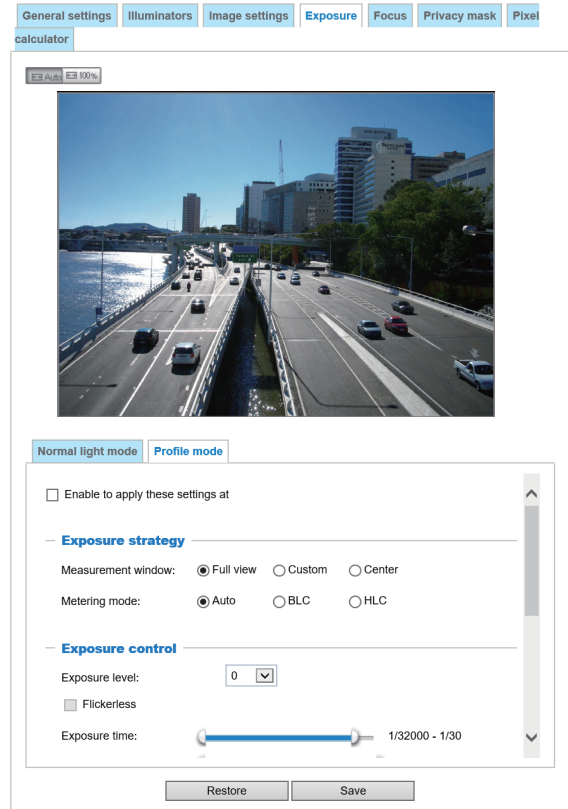 General settings Illuminators Image settings Exposure Focus Privacy mask Pixel
calculator
Auto 100%
Normal light mode Profile mode
Enable to apply these settings at
Exposure strategy
Measurement window: Full view Custom Center
Metering mode: Auto BLC HLC
Exposure control
Exposure level: 0
Flickerless
Exposure time: 1/32000 - 1/30
Restore Save